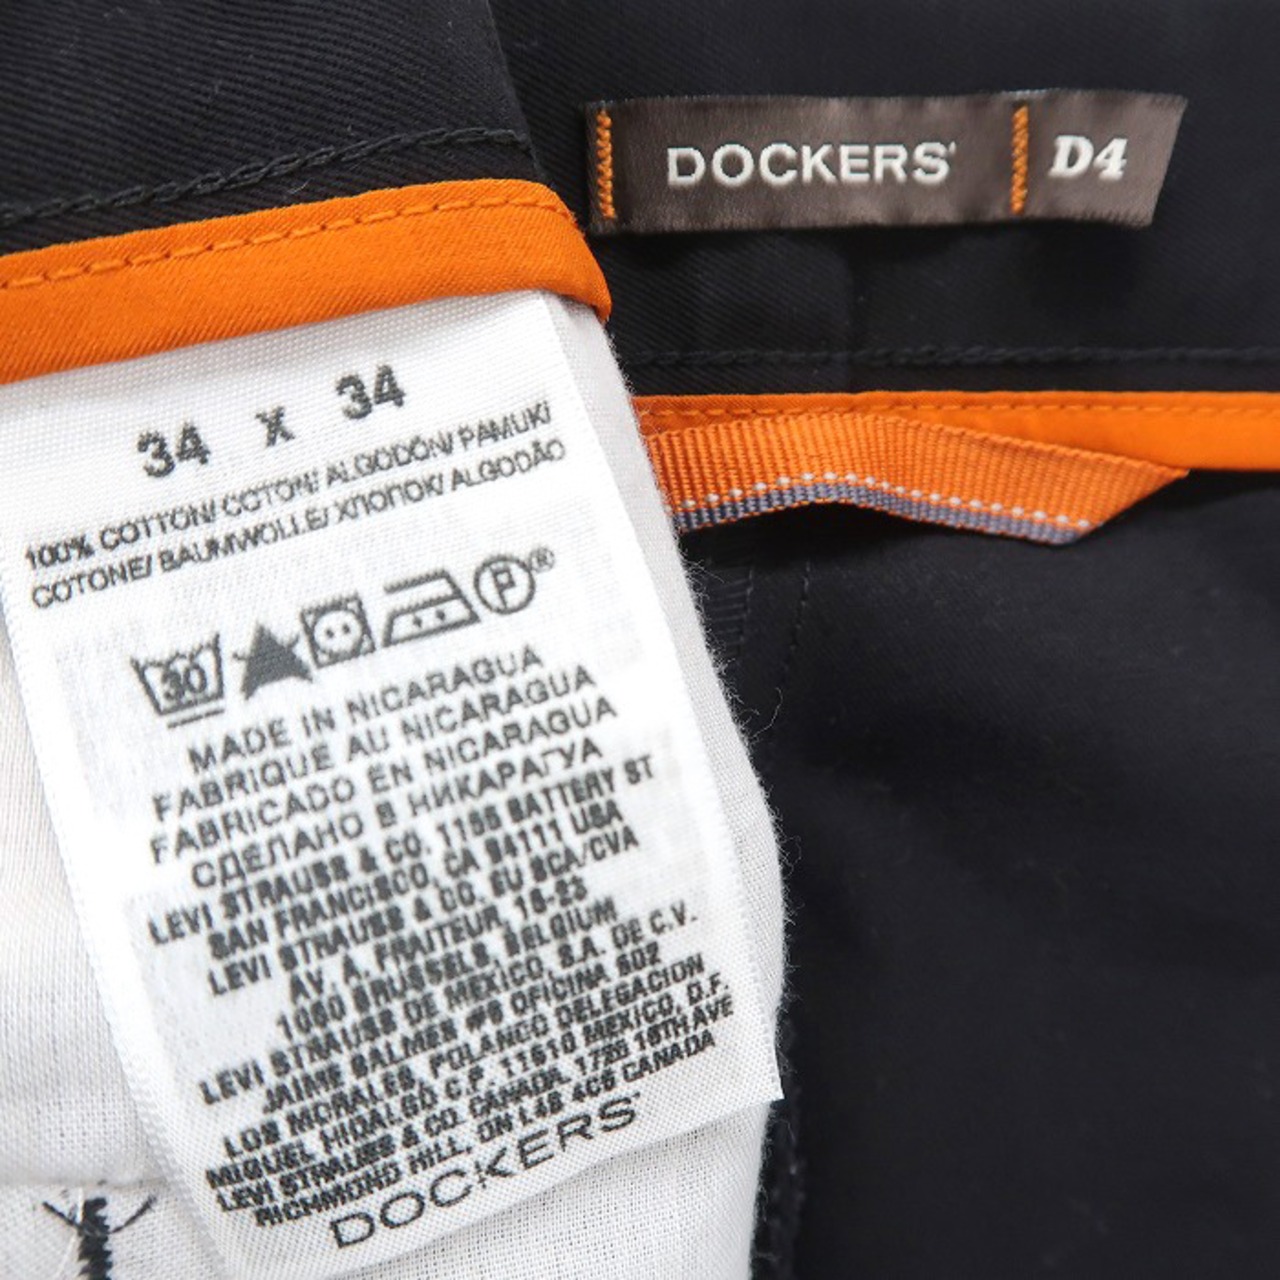 DOCKERS'
D4
34 x 34
100% COTTON/ COTON/ ALGODÓN/ PAMUK/
COTONE/ BAUMWOLLE/ ХЛОПОК/ ALGODÃO
30 P®
MADE IN NICARAGUA
FABRIQUE AU NICARAGUA
FABRICADO EN NICARAGUA
СДЕЛАНО В НИКАРАГУА
LEVI STRAUSS & CO. 1155 BATTERY ST
SAN FRANCISCO, CA 94111 USA
LEVI STRAUSS & CO. EU SCA/CVA
AV. A. FRAITEUR, 15-23
1050 BRUSSELS, BELGIUM
LEVI STRAUSS DE MEXICO, S.A. DE C.V.
JAIME BALMES #8 OFICINA 502
LOS MORALES, POLANCO DELEGACION
MIGUEL HIDALGO C.P. 11510 MEXICO, D.F.
LEVI STRAUSS & CO. CANADA, 1725 16TH AVE
RICHMOND HILL, ON L4B 4C6 CANADA
DOCKERS'